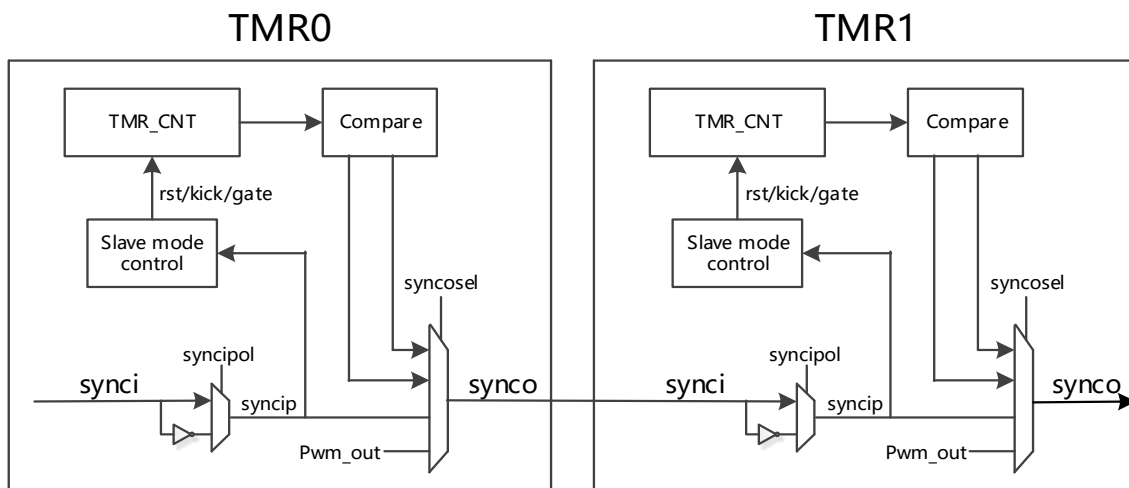 TMR0
TMR1
TMR_CNT
Compare
TMR_CNT
Compare
rst/kick/gate
rst/kick/gate
Slave mode
control
Slave mode
control
syncosel
syncosel
syncipol
syncipol
synci
syncip
synco
synci
syncip
synco
Pwm_out
Pwm_out